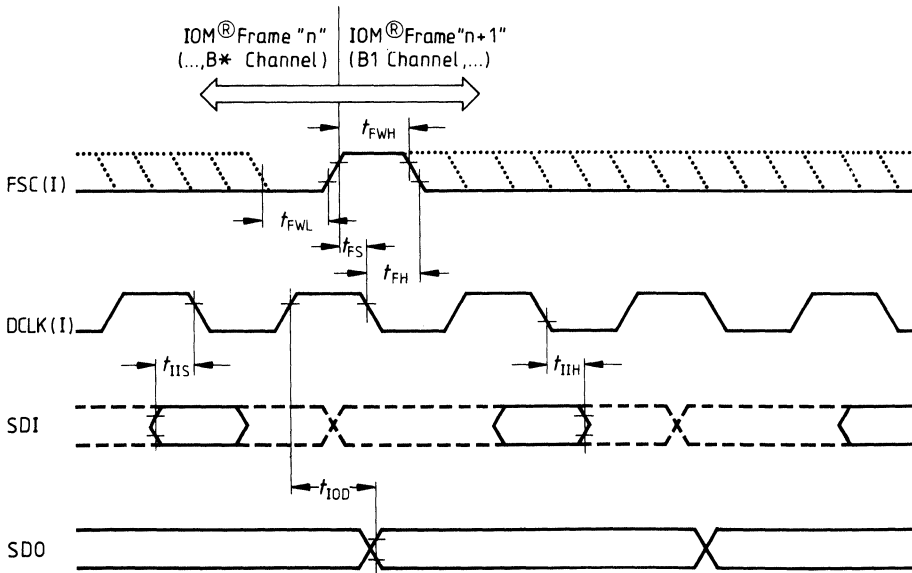 IOM® Frame "n"
(...,B* Channel)
IOM® Frame "n+1"
(B1 Channel,...)
tFWH
FSC(I)
tFWL
tFS
tFH
DCLK(I)
tIIS
tIIH
SDI
tIOD
SDO